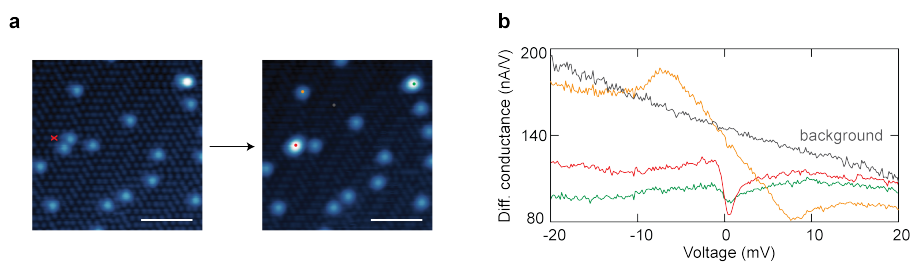 a
b
Diff. conductance (nA/V)
200
140
80
background
-20
-10
0
10
20
Voltage (mV)